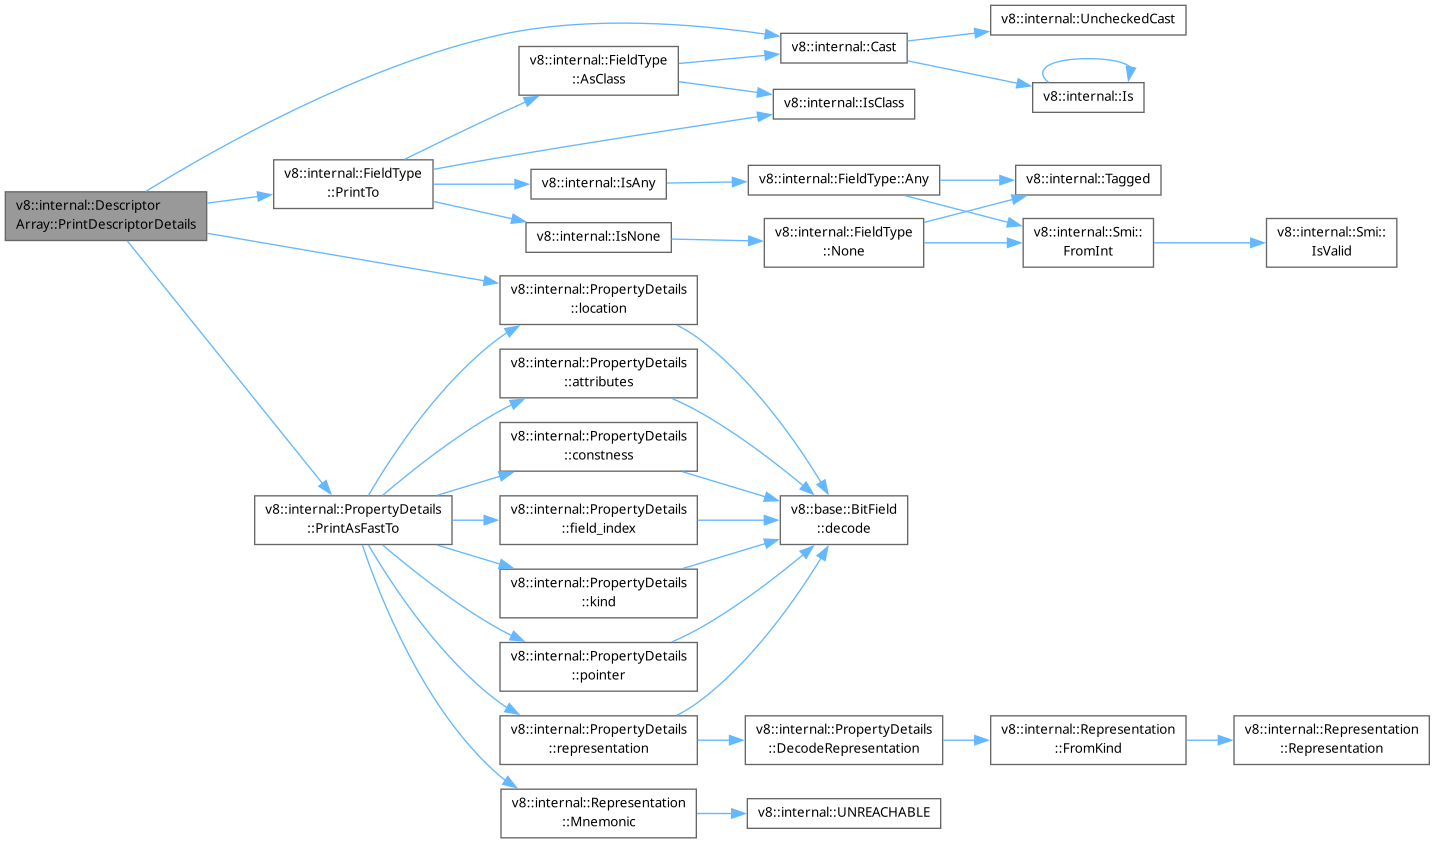 v8::internal::Descriptor
Array::PrintDescriptorDetails
v8::internal::FieldType
::PrintTo
v8::internal::PropertyDetails
::PrintAsFastTo
v8::internal::FieldType
::AsClass
v8::internal::IsAny
v8::internal::IsNone
v8::internal::PropertyDetails
::location
v8::internal::PropertyDetails
::attributes
v8::internal::PropertyDetails
::constness
v8::internal::PropertyDetails
::field_index
v8::internal::PropertyDetails
::kind
v8::internal::PropertyDetails
::pointer
v8::internal::PropertyDetails
::representation
v8::internal::Representation
::Mnemonic
v8::internal::Cast
v8::internal::IsClass
v8::internal::FieldType::Any
v8::internal::FieldType
::None
v8::base::BitField
::decode
v8::internal::PropertyDetails
::DecodeRepresentation
v8::internal::UNREACHABLE
v8::internal::UncheckedCast
v8::internal::Is
v8::internal::Tagged
v8::internal::Smi::
FromInt
v8::internal::Representation
::FromKind
v8::internal::Smi::
IsValid
v8::internal::Representation
::Representation